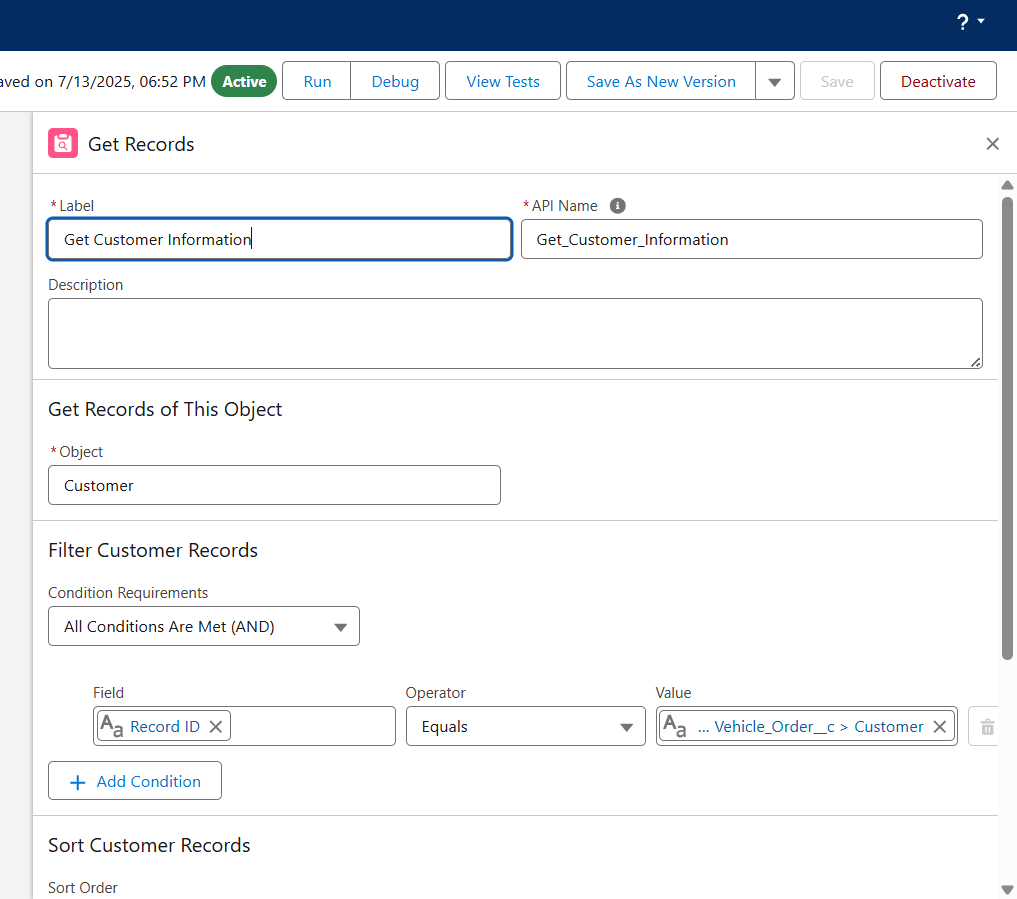 ?
aved on 7/13/2025, 06:52 PM Active Run Debug View Tests Save As New Version Save Deactivate
Get Records
* Label * API Name
Get Customer Information Get_Customer_Information
Description
Get Records of This Object
* Object
Customer
Filter Customer Records
Condition Requirements
All Conditions Are Met (AND)
Field Operator Value
Aa Record ID Equals Aa ... Vehicle_Order__c > Customer
+ Add Condition
Sort Customer Records
Sort Order